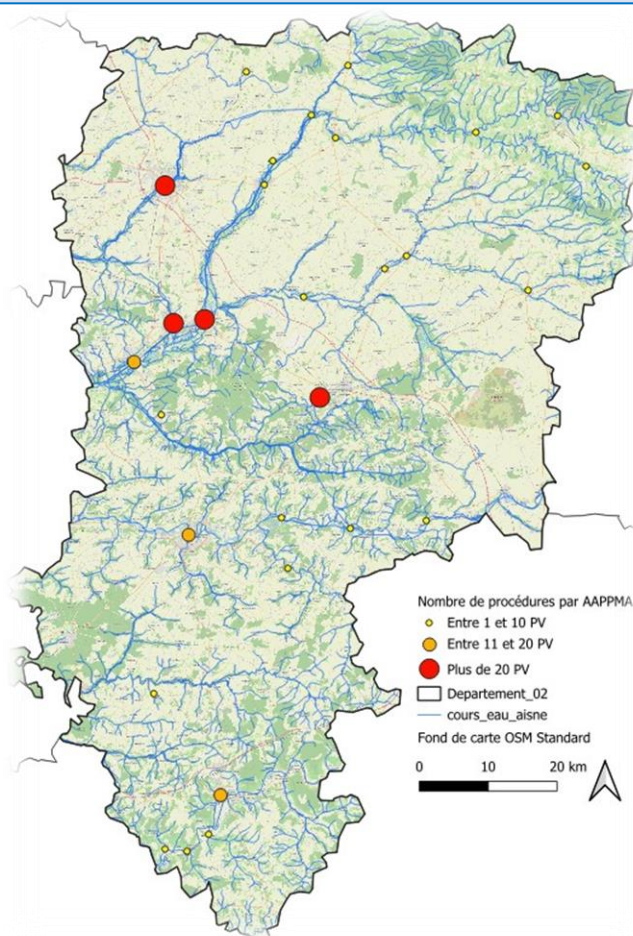 Nombre de procédures par AAPPMA
Entre 1 et 10 PV
Entre 11 et 20 PV
Plus de 20 PV
Departement_02
cours_eau_aisne
Fond de carte OSM Standard
0 10 20 km